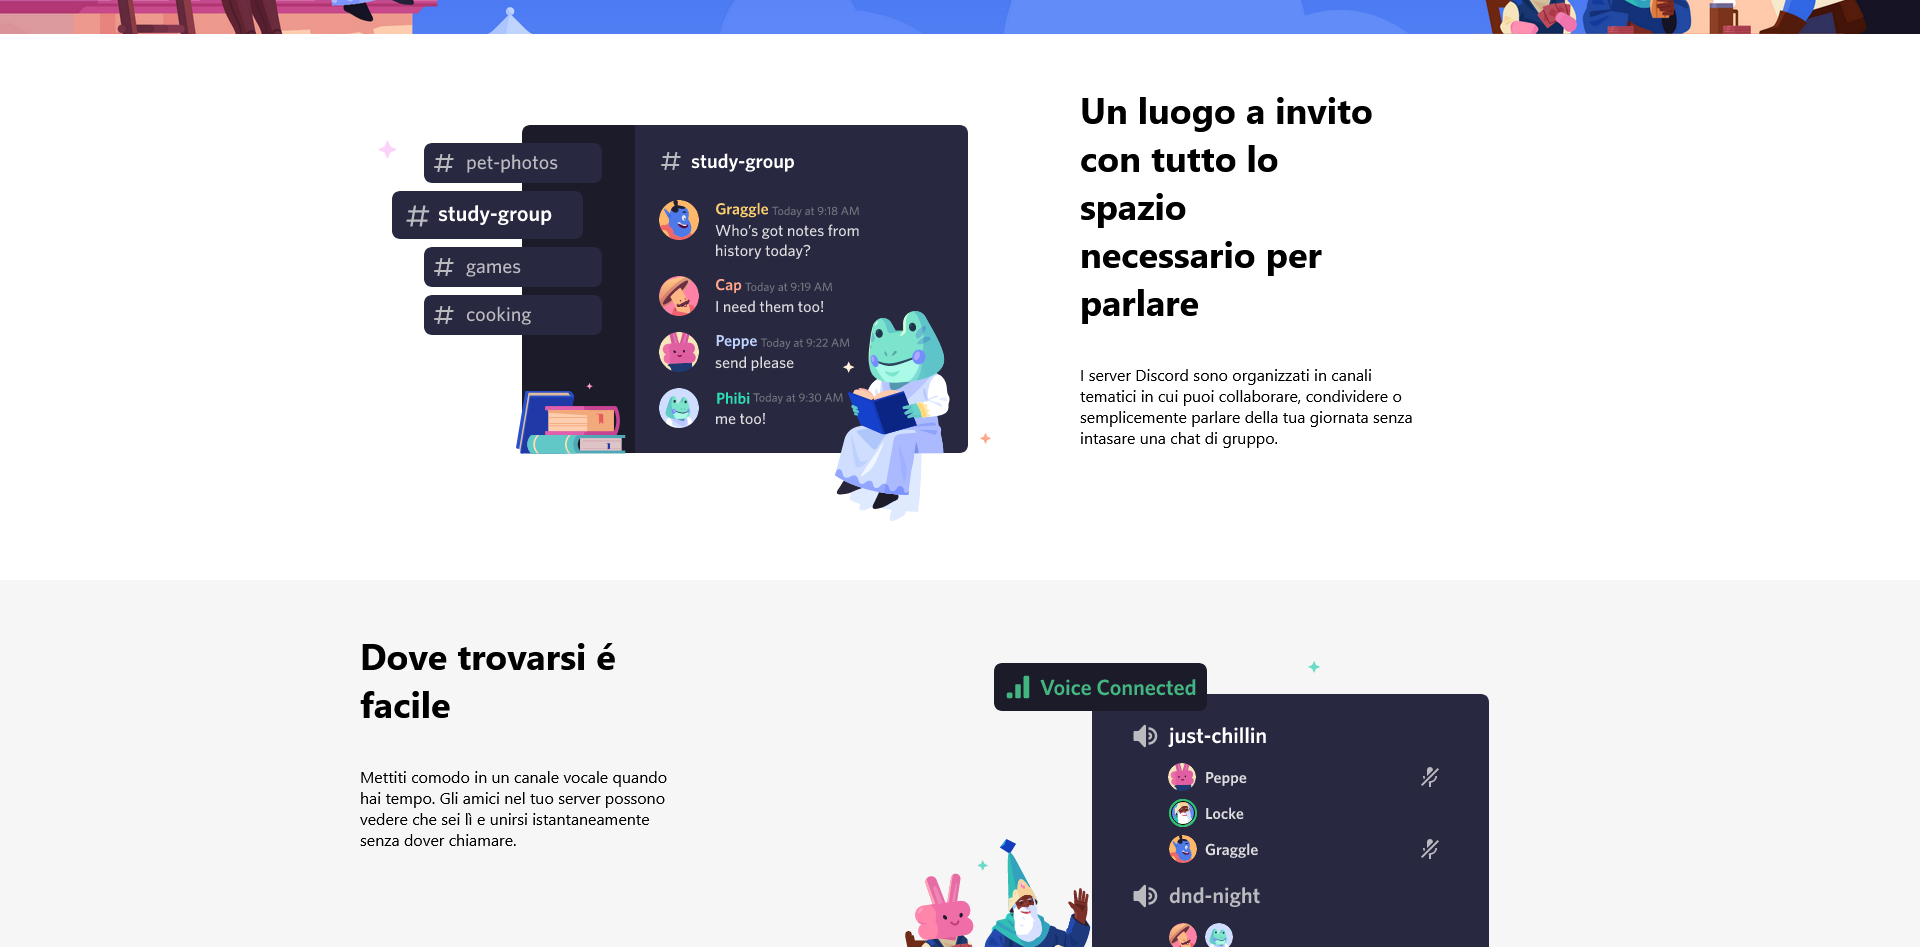 # pet-photos
# study-group
# games
# cooking
# study-group
Graggle Today at 9:18 AM
Who's got notes from
history today?
Cap Today at 9:19 AM
I need them too!
Peppe Today at 9:22 AM
send please
Phibi Today at 9:30 AM
me too!
Un luogo a invito
con tutto lo
spazio
necessario per
parlare
I server Discord sono organizzati in canali
tematici in cui puoi collaborare, condividere o
semplicemente parlare della tua giornata senza
intasare una chat di gruppo.
Dove trovarsi é
facile
Mettiti comodo in un canale vocale quando
hai tempo. Gli amici nel tuo server possono
vedere che sei lì e unirsi istantaneamente
senza dover chiamare.
Voice Connected
just-chillin
Peppe
Locke
Graggle
dnd-night